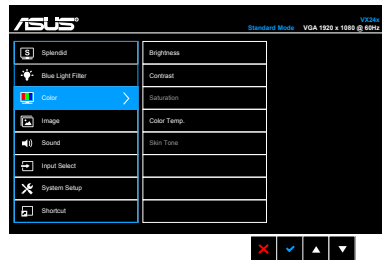 ASUS
VX24x
Standard Mode VGA 1920 x 1080 @ 60Hz
S Splendid
Blue Light Filter
Color
Image
Sound
Input Select
System Setup
Shortcut
Brightness
Contrast
Saturation
Color Temp.
Skin Tone